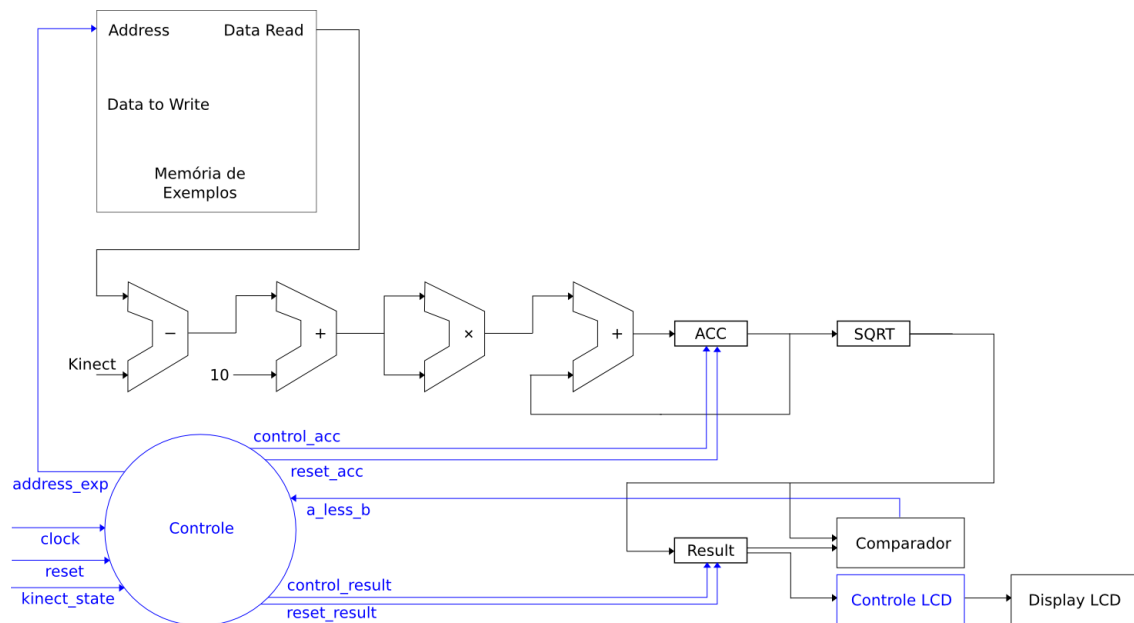 Address
Data Read
Data to Write
Memória de
Exemplos
−
+
×
+
ACC
SQRT
Kinect
10
control_acc
reset_acc
address_exp
a_less_b
Controle
clock
reset
kinect_state
control_result
reset_result
Result
Comparador
Controle LCD
Display LCD